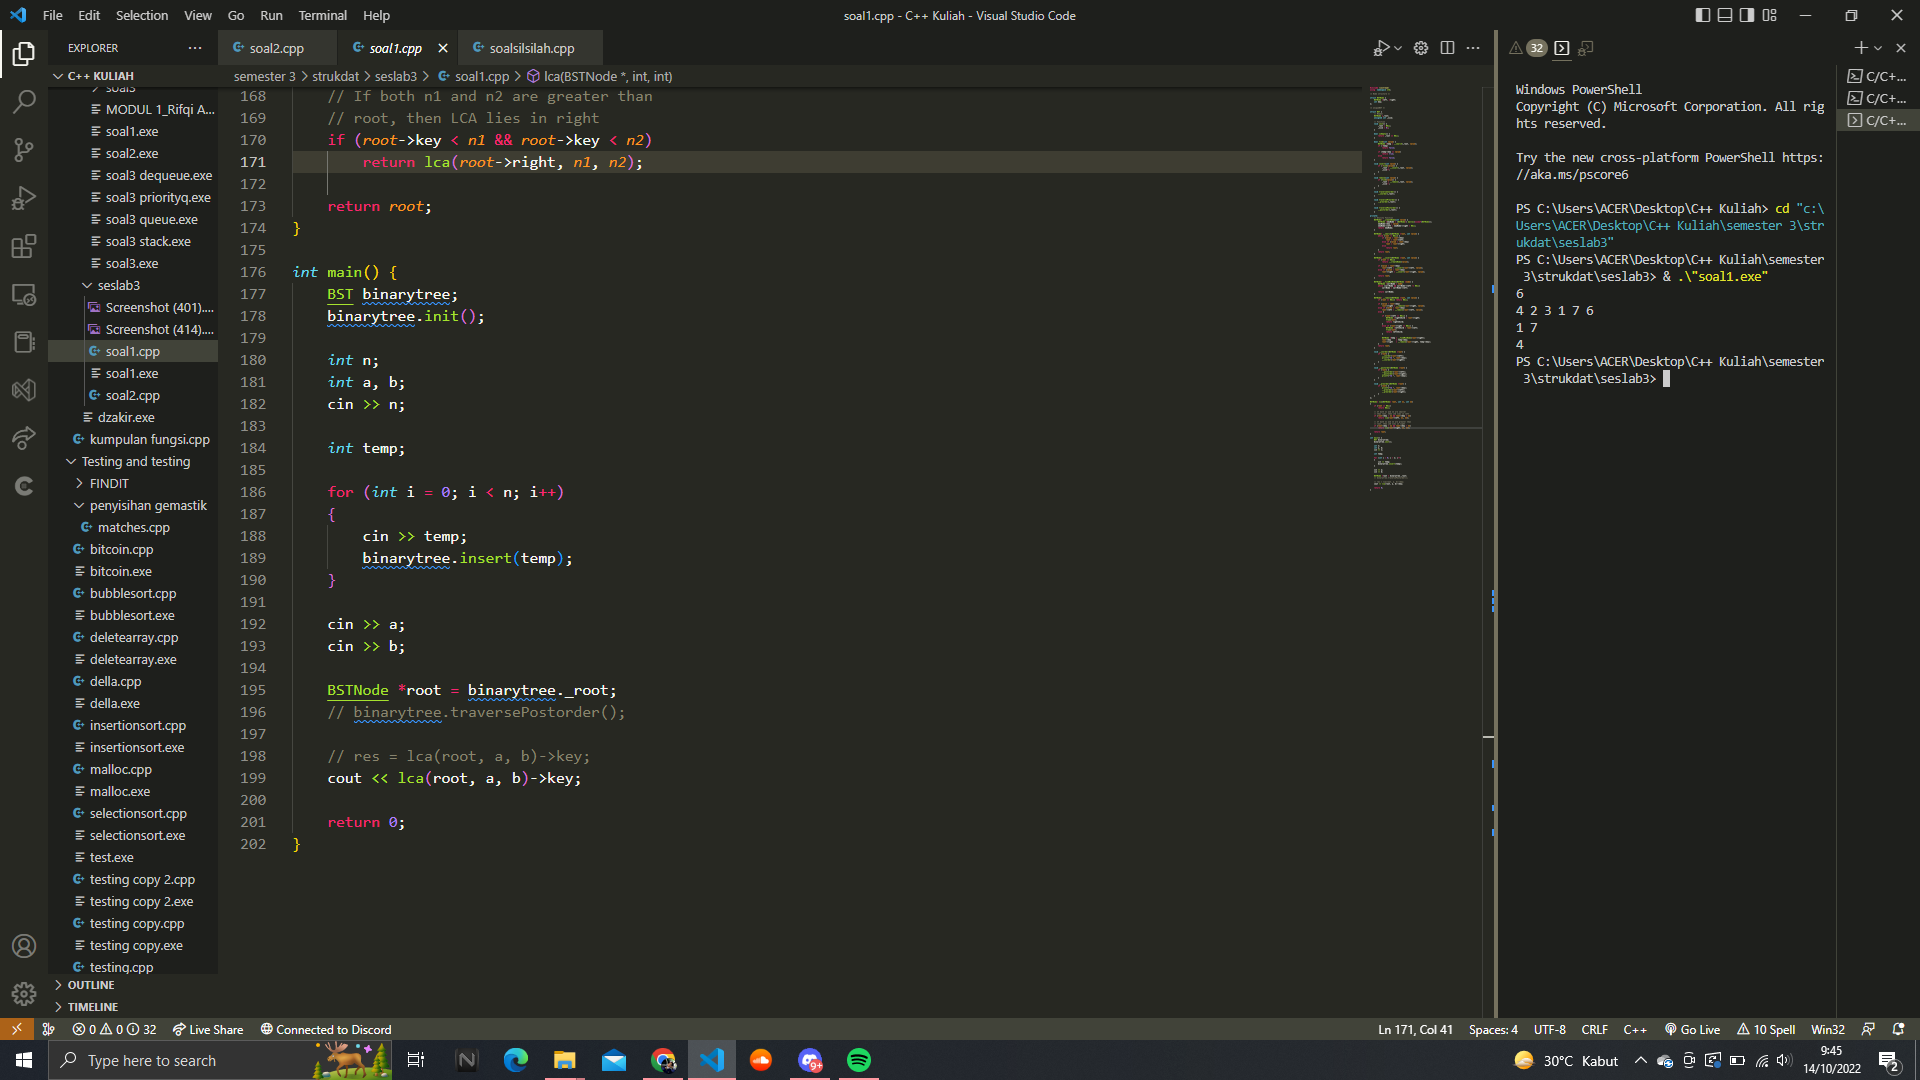 File Edit Selection View Go Run Terminal Help
soal1.cpp - C++ Kuliah - Visual Studio Code
EXPLORER
C++ KULIAH
soal3
MODUL 1_Rifqi A...
soal1.exe
soal2.exe
soal3 dequeue.exe
soal3 priorityq.exe
soal3 queue.exe
soal3 stack.exe
soal3.exe
seslab3
Screenshot (401)....
Screenshot (414)....
soal1.cpp
soal1.exe
soal2.cpp
dzakir.exe
kumpulan fungsi.cpp
Testing and testing
FINDIT
penyisihan gemastik
matches.cpp
bitcoin.cpp
bitcoin.exe
bubblesort.cpp
bubblesort.exe
deletearray.cpp
deletearray.exe
della.cpp
della.exe
insertionsort.cpp
insertionsort.exe
malloc.cpp
malloc.exe
selectionsort.cpp
selectionsort.exe
test.exe
testing copy 2.cpp
testing copy 2.exe
testing copy.cpp
testing copy.exe
testing.cpp
OUTLINE
TIMELINE
soal2.cpp soal1.cpp soalsilsilah.cpp
semester 3 > strukdat > seslab3 > soal1.cpp > lca(BSTNode *, int, int)
168 // If both n1 and n2 are greater than
169 // root, then LCA lies in right
170 if (root->key < n1 && root->key < n2)
171 return lca(root->right, n1, n2);
172
173 return root;
174 }
175
176 int main() {
177 BST binarytree;
178 binarytree.init();
179
180 int n;
181 int a, b;
182 cin >> n;
183
184 int temp;
185
186 for (int i = 0; i < n; i++)
187 {
188 cin >> temp;
189 binarytree.insert(temp);
190 }
191
192 cin >> a;
193 cin >> b;
194
195 BSTNode *root = binarytree._root;
196 // binarytree.traversePostorder();
197
198 // res = lca(root, a, b)->key;
199 cout << lca(root, a, b)->key;
200
201 return 0;
202 }
32
C/C+...
C/C+...
C/C+...
Windows PowerShell
Copyright (C) Microsoft Corporation. All rig
hts reserved.
Try the new cross-platform PowerShell https:
//aka.ms/pscore6
PS C:\Users\ACER\Desktop\C++ Kuliah> cd "c:\
Users\ACER\Desktop\C++ Kuliah\semester 3\str
ukdat\seslab3"
PS C:\Users\ACER\Desktop\C++ Kuliah\semester
3\strukdat\seslab3> & .\"soal1.exe"
6
4 2 3 1 7 6
1 7
4
PS C:\Users\ACER\Desktop\C++ Kuliah\semester
3\strukdat\seslab3>
0 0 32 Live Share Connected to Discord
Ln 171, Col 41 Spaces: 4 UTF-8 CRLF C++ Go Live 10 Spell Win32
Type here to search
9+
30°C Kabut
9:45
14/10/2022
2